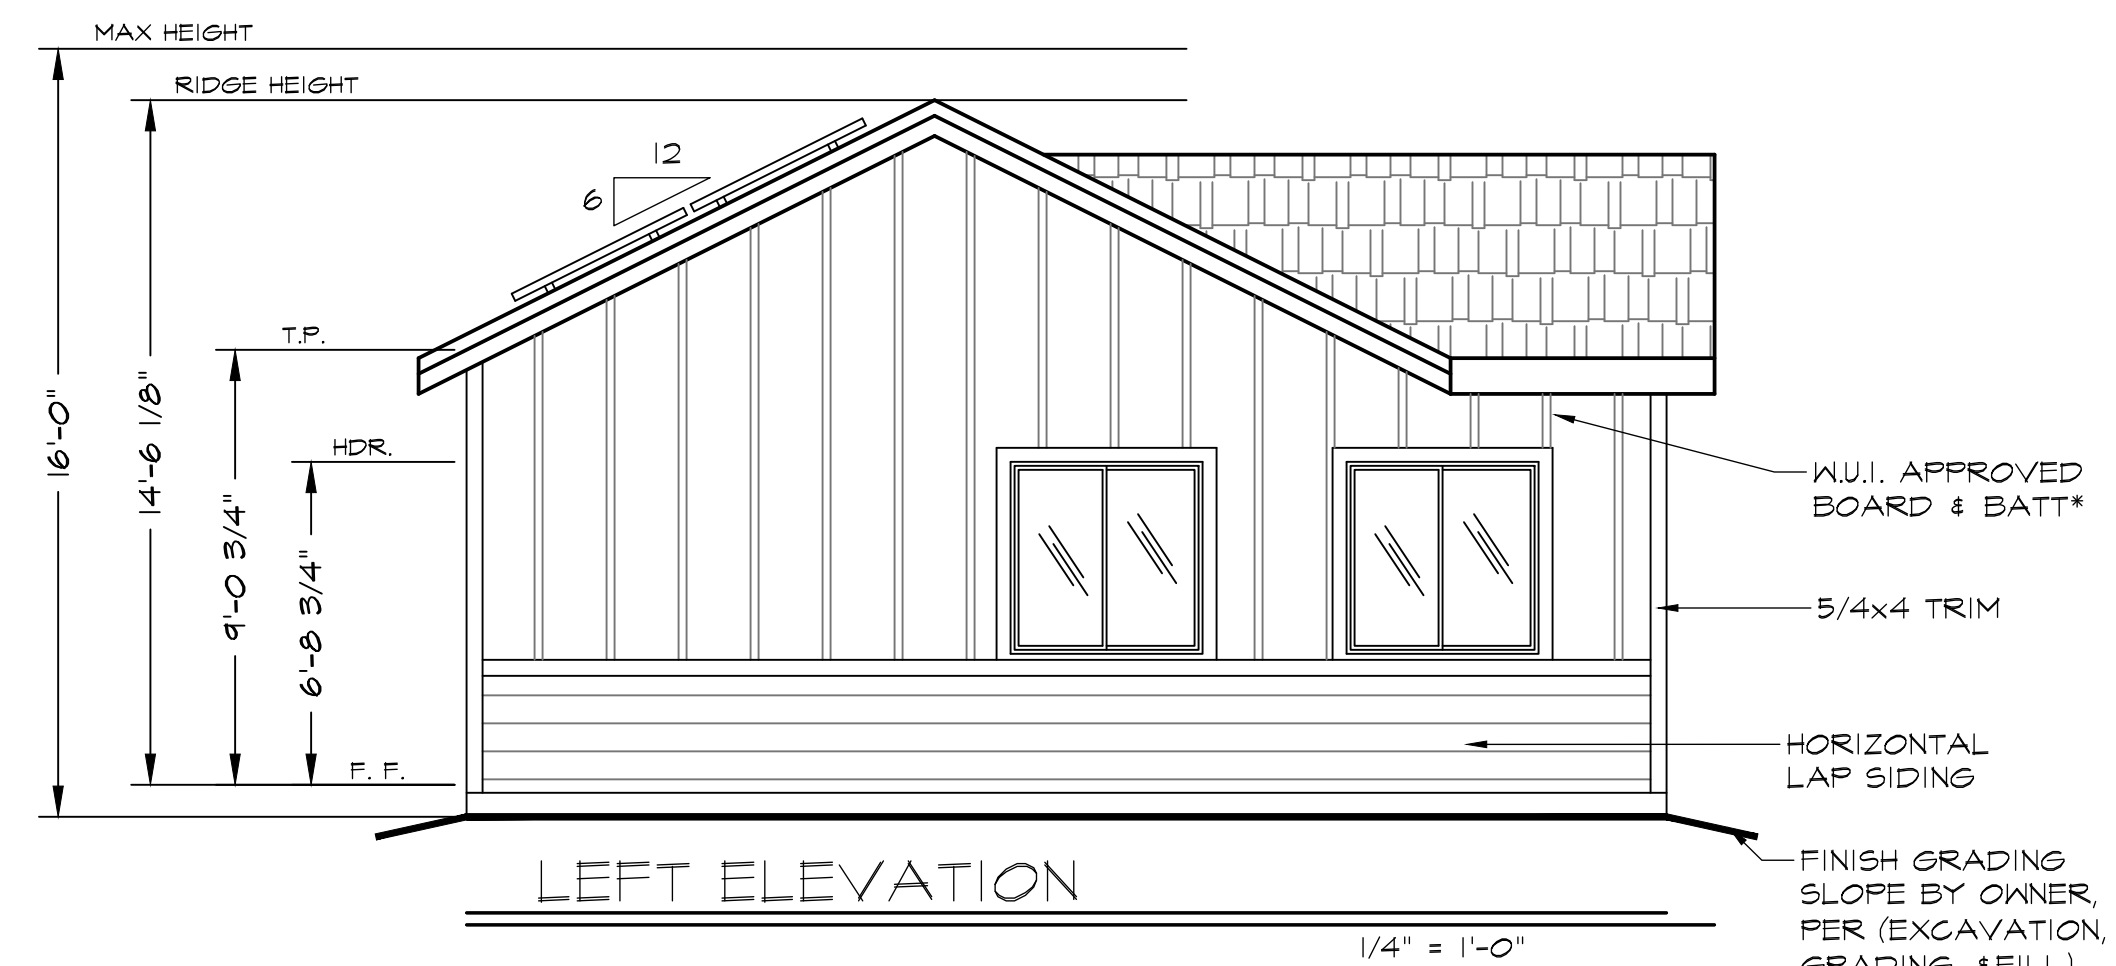 MAX HEIGHT
RIDGE HEIGHT
12
6
T.P.
HDR.
16'-0"
14'-6 1/8"
9'-0 3/4"
6'-8 3/4"
F. F.
W.U.I. APPROVED
BOARD & BATT*
5/4x4 TRIM
HORIZONTAL
LAP SIDING
FINISH GRADING
SLOPE BY OWNER,
PER (EXCAVATION,
GRADING, & FILL)
LEFT ELEVATION
1/4" = 1'-0"